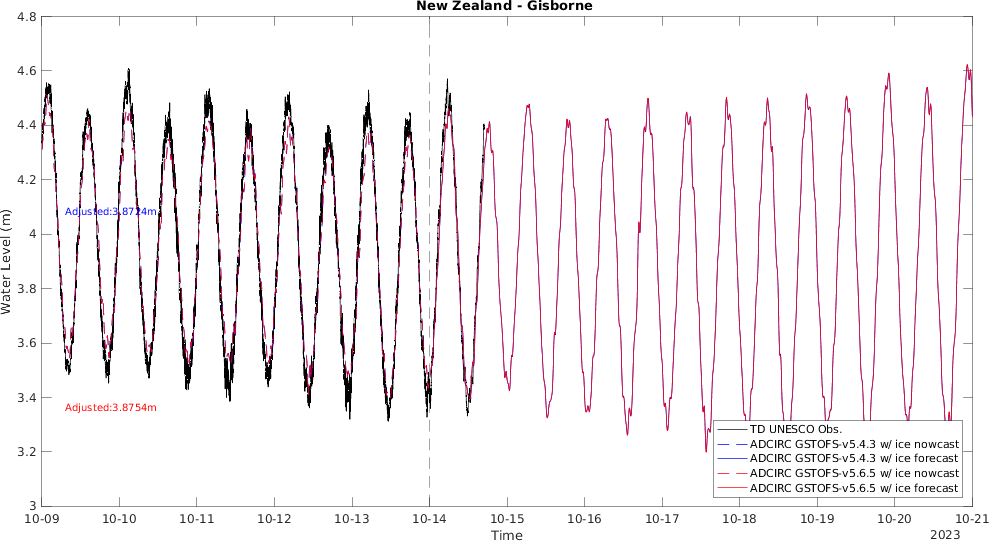 New Zealand - Gisborne
4.8
4.6
4.4
4.2
4
3.8
3.6
3.4
3.2
3
Water Level (m)
Adjusted:3.8724m
Adjusted:3.8754m
TD UNESCO Obs.
ADCIRC GSTOFS-v5.4.3 w/ ice nowcast
ADCIRC GSTOFS-v5.4.3 w/ ice forecast
ADCIRC GSTOFS-v5.6.5 w/ ice nowcast
ADCIRC GSTOFS-v5.6.5 w/ ice forecast
10-09 10-10 10-11 10-12 10-13 10-14 10-15 10-16 10-17 10-18 10-19 10-20 10-21
Time
2023